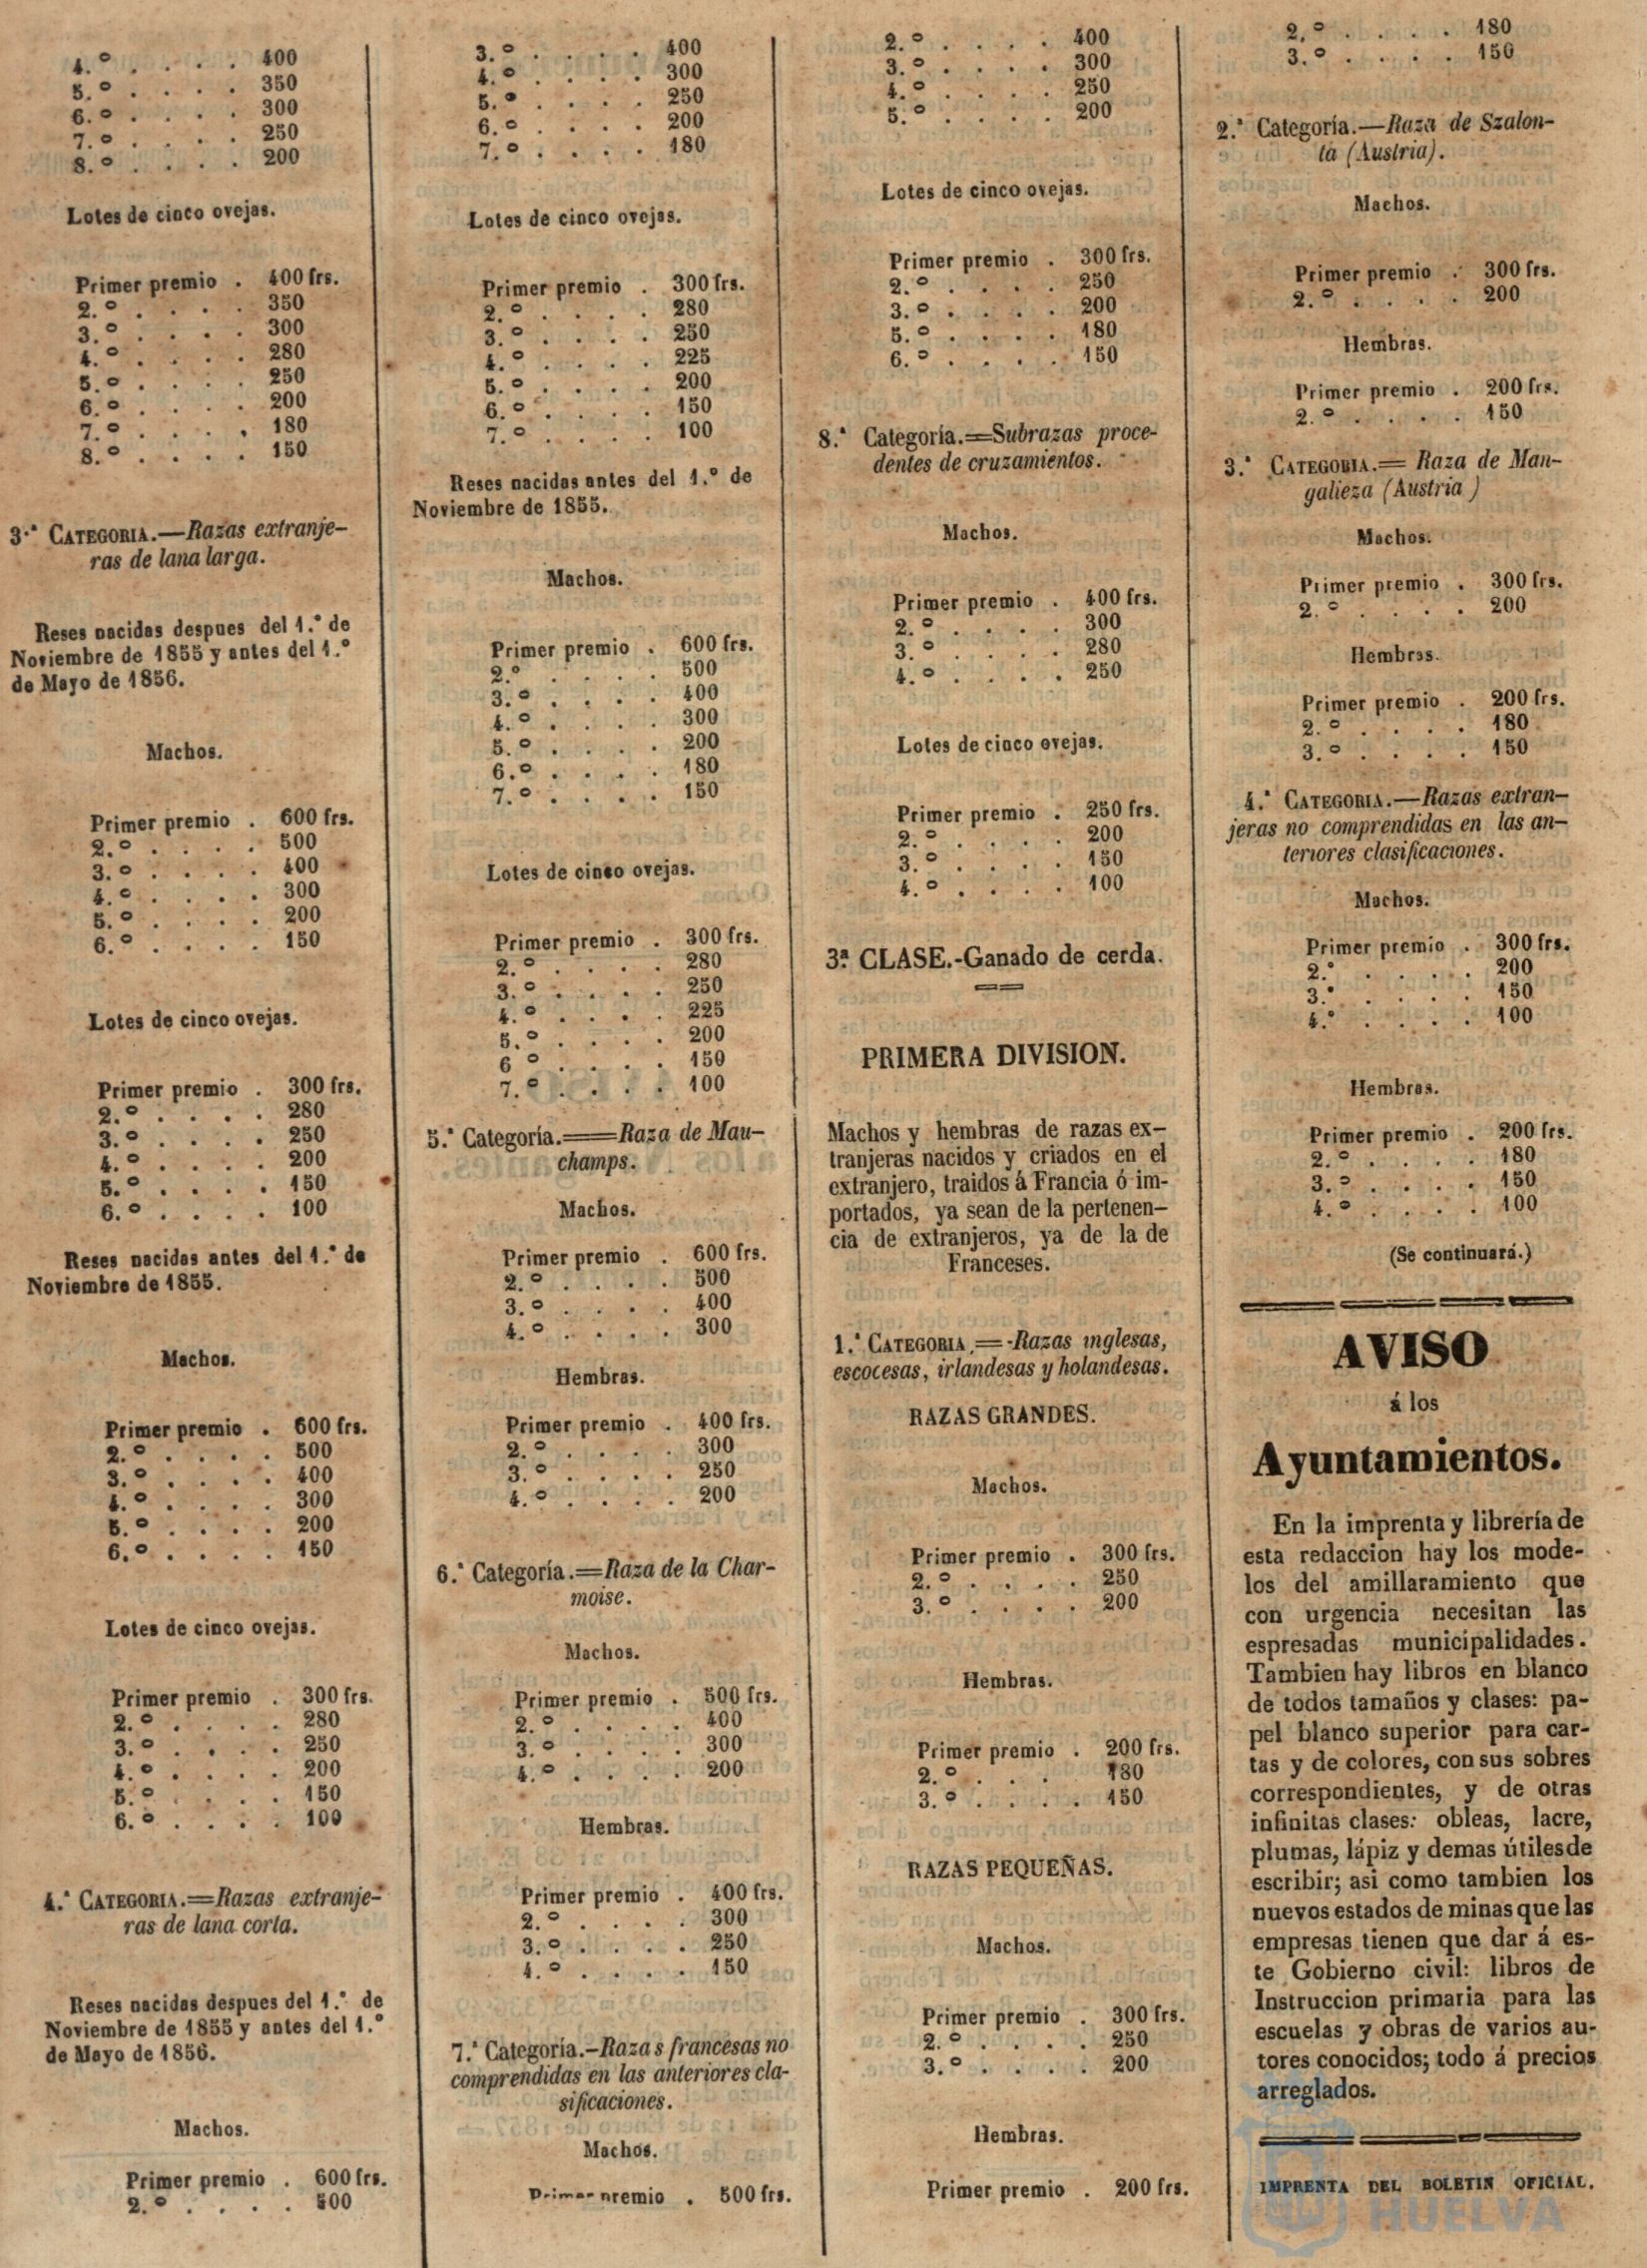 4.º . . . . 400
5.º . . . . 350
6.º . . . . 300
7.º . . . . 250
8.º . . . . 200
Lotes de cinco ovejas.
Primer premio . 400 frs.
2.º . . . . 350
3.º . . . . 300
4.º . . . . 280
5.º . . . . 250
6.º . . . . 200
7.º . . . . 180
8.º . . . . 150
3.ª CATEGORIA.—Razas extranje-
ras de lana larga.
Reses nacidas despues del 1.º de
Noviembre de 1855 y antes del 1.º
de Mayo de 1856.
Machos.
Primer premio . 600 frs.
2.º . . . . 500
3.º . . . . 400
4.º . . . . 300
5.º . . . . 200
6.º . . . . 150
Lotes de cinco ovejas.
Primer premio . 300 frs.
2.º . . . . 280
3.º . . . . 250
4.º . . . . 200
5.º . . . . 150
6.º . . . . 100
Reses nacidas antes del 1.º de
Noviembre de 1855.
Machos.
Primer premio . 600 frs.
2.º . . . . 500
3.º . . . . 400
4.º . . . . 300
5.º . . . . 200
6.º . . . . 150
Lotes de cinco ovejas.
Primer premio . 300 frs.
2.º . . . . 280
3.º . . . . 250
4.º . . . . 200
5.º . . . . 150
6.º . . . . 100
4.ª CATEGORIA.=Razas extranje-
ras de lana corta.
Reses nacidas despues del 1.º de
Noviembre de 1855 y antes del 1.º
de Mayo de 1856.
Machos.
Primer premio . 600 frs.
2.º . . . . 500
3.º . . . . 400
4.º . . . . 300
5.º . . . . 250
6.º . . . . 200
7.º . . . . 180
Lotes de cinco ovejas.
Primer premio . 300 frs.
2.º . . . . 280
3.º . . . . 250
4.º . . . . 225
5.º . . . . 200
6.º . . . . 150
7.º . . . . 100
Reses nacidas antes del 1.º de
Noviembre de 1855.
Machos.
Primer premio . 600 frs.
2.º . . . . 500
3.º . . . . 400
4.º . . . . 300
5.º . . . . 200
6.º . . . . 180
7.º . . . . 150
Lotes de cinco ovejas.
Primer premio . 300 frs.
2.º . . . . 280
3.º . . . . 250
4.º . . . . 225
5.º . . . . 200
6 º . . . . 150
7.º . . . . 100
5.ª Categoría.==Raza de Mau-
champs.
Machos.
Primer premio . 600 frs.
2.º . . . . 500
3.º . . . . 400
4.º . . . . 300
Hembras.
Primer premio . 400 frs.
2.º . . . . 300
3.º . . . . 250
4.º . . . . 200
6.ª Categoría.=Raza de la Char-
moise.
Machos.
Primer premio . 500 frs.
2.º . . . . 400
3.º . . . . 300
4.º . . . . 200
Hembras.
Primer premio . 400 frs.
2.º . . . . 300
3.º . . . . 250
4.º . . . . 150
7.ª Categoría.–Razas francesas no
comprendidas en las anteriores cla-
sificaciones.
Machos.
Primer premio . 500 frs.
2.º . . . . 400
3.º . . . . 300
4.º . . . . 250
5.º . . . . 200
Lotes de cinco ovejas.
Primer premio . 300 frs.
2.º . . . . 250
3.º . . . . 200
5.º . . . . 180
6.º . . . . 150
8.ª Categoría.=Subrazas proce-
dentes de cruzamientos.
Machos.
Primer premio . 400 frs.
2.º . . . . 300
3.º . . . . 280
4.º . . . . 250
Lotes de cinco ovejas.
Primer premio . 250 frs.
2.º . . . . 200
3.º . . . . 150
4.º . . . . 100
3.ª CLASE.-Ganado de cerda.
PRIMERA DIVISION.
Machos y hembras de razas ex-
tranjeras nacidos y criados en el
extranjero, traidos á Francia ó im-
portados, ya sean de la pertenen-
cia de extranjeros, ya de la de
Franceses.
1.ª CATEGORIA,=-Razas inglesas,
escocesas, irlandesas y holandesas.
RAZAS GRANDES.
Machos.
Primer premio . 300 frs.
2.º . . . . 250
3.º . . . . 200
Hembras.
Primer premio . 200 frs.
2.º . . . 180
3.º . . . . 150
RAZAS PEQUEÑAS.
Machos.
Primer premio . 300 frs.
2.º . . . . 250
3.º . . . . 200
Hembras.
Primer premio . 200 frs.
2.º . . . . 180
3.º . . . . 150
2.ª Categoría.—Raza de Szalon-
ta (Austria).
Machos.
Primer premio . 300 frs.
2.º . . . . 200
Hembras.
Primer premio . 200 frs.
2.º . . . . 150
3.ª CATEGORIA.= Raza de Man-
galieza (Austria )
Machos.
Primer premio . 300 frs.
2.º . . . . 200
Hembras.
Primer premio . 200 frs.
2.º . . . . 180
3.º . . . . 150
4.ª CATEGORIA.—Razas extran-
jeras no comprendidas en las an-
teriores clasificaciones.
Machos.
Primer premio . 300 frs.
2.º . . . . 200
3.º . . . . 150
4.º . . . . 100
Hembras.
Primer premio . 200 frs.
2.º . . . . 180
3.º . . . . 150
4.º . . . . 100
(Se continuará.)
AVISO
á los
Ayuntamientos.
En la imprenta y librería de
esta redaccion hay los mode-
los del amillaramiento que
con urgencia necesitan las
espresadas municipalidades.
Tambien hay libros en blanco
de todos tamaños y clases: pa-
pel blanco superior para car-
tas y de colores, con sus sobres
correspondientes, y de otras
infinitas clases: obleas, lacre,
plumas, lápiz y demas útiles de
escribir; asi como tambien los
nuevos estados de minas que las
empresas tienen que dar á es-
te Gobierno civil: libros de
Instruccion primaria para las
escuelas y obras de varios au-
tores conocidos; todo á precios
arreglados.
IMPRENTA DEL BOLETIN OFICIAL.
HUELVA